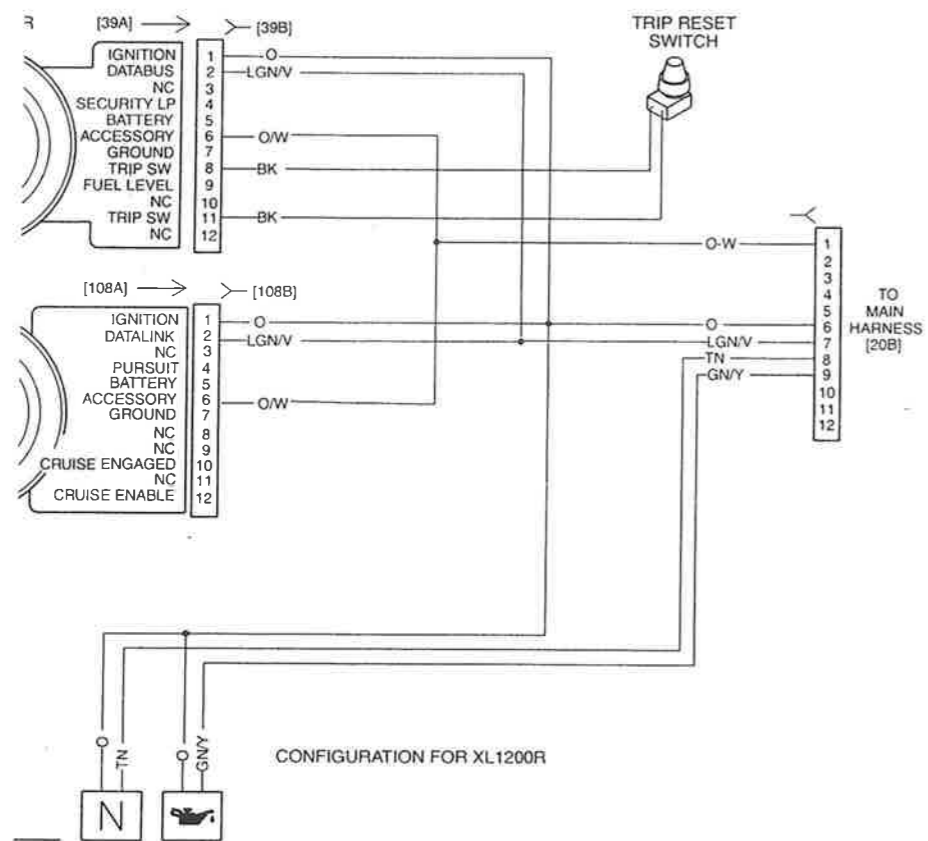 R
[39A]
[39B]
IGNITION 1 O
DATABUS 2 LGN/V
NC 3
SECURITY LP 4
BATTERY 5
ACCESSORY 6 O/W
GROUND 7
TRIP SW 8 BK
FUEL LEVEL 9
NC 10
TRIP SW 11 BK
NC 12
TRIP RESET
SWITCH
[108A]
[108B]
IGNITION 1 O
DATALINK 2 LGN/V
NC 3
PURSUIT 4
BATTERY 5
ACCESSORY 6 O/W
GROUND 7
NC 8
NC 9
CRUISE ENGAGED 10
NC 11
CRUISE ENABLE 12
O-W 1
2
3
4
5
O 6
LGN/V 7
TN 8
GN/Y 9
10
11
12
TO
MAIN
HARNESS
[20B]
O
TN
O
GN/Y
N
CONFIGURATION FOR XL1200R